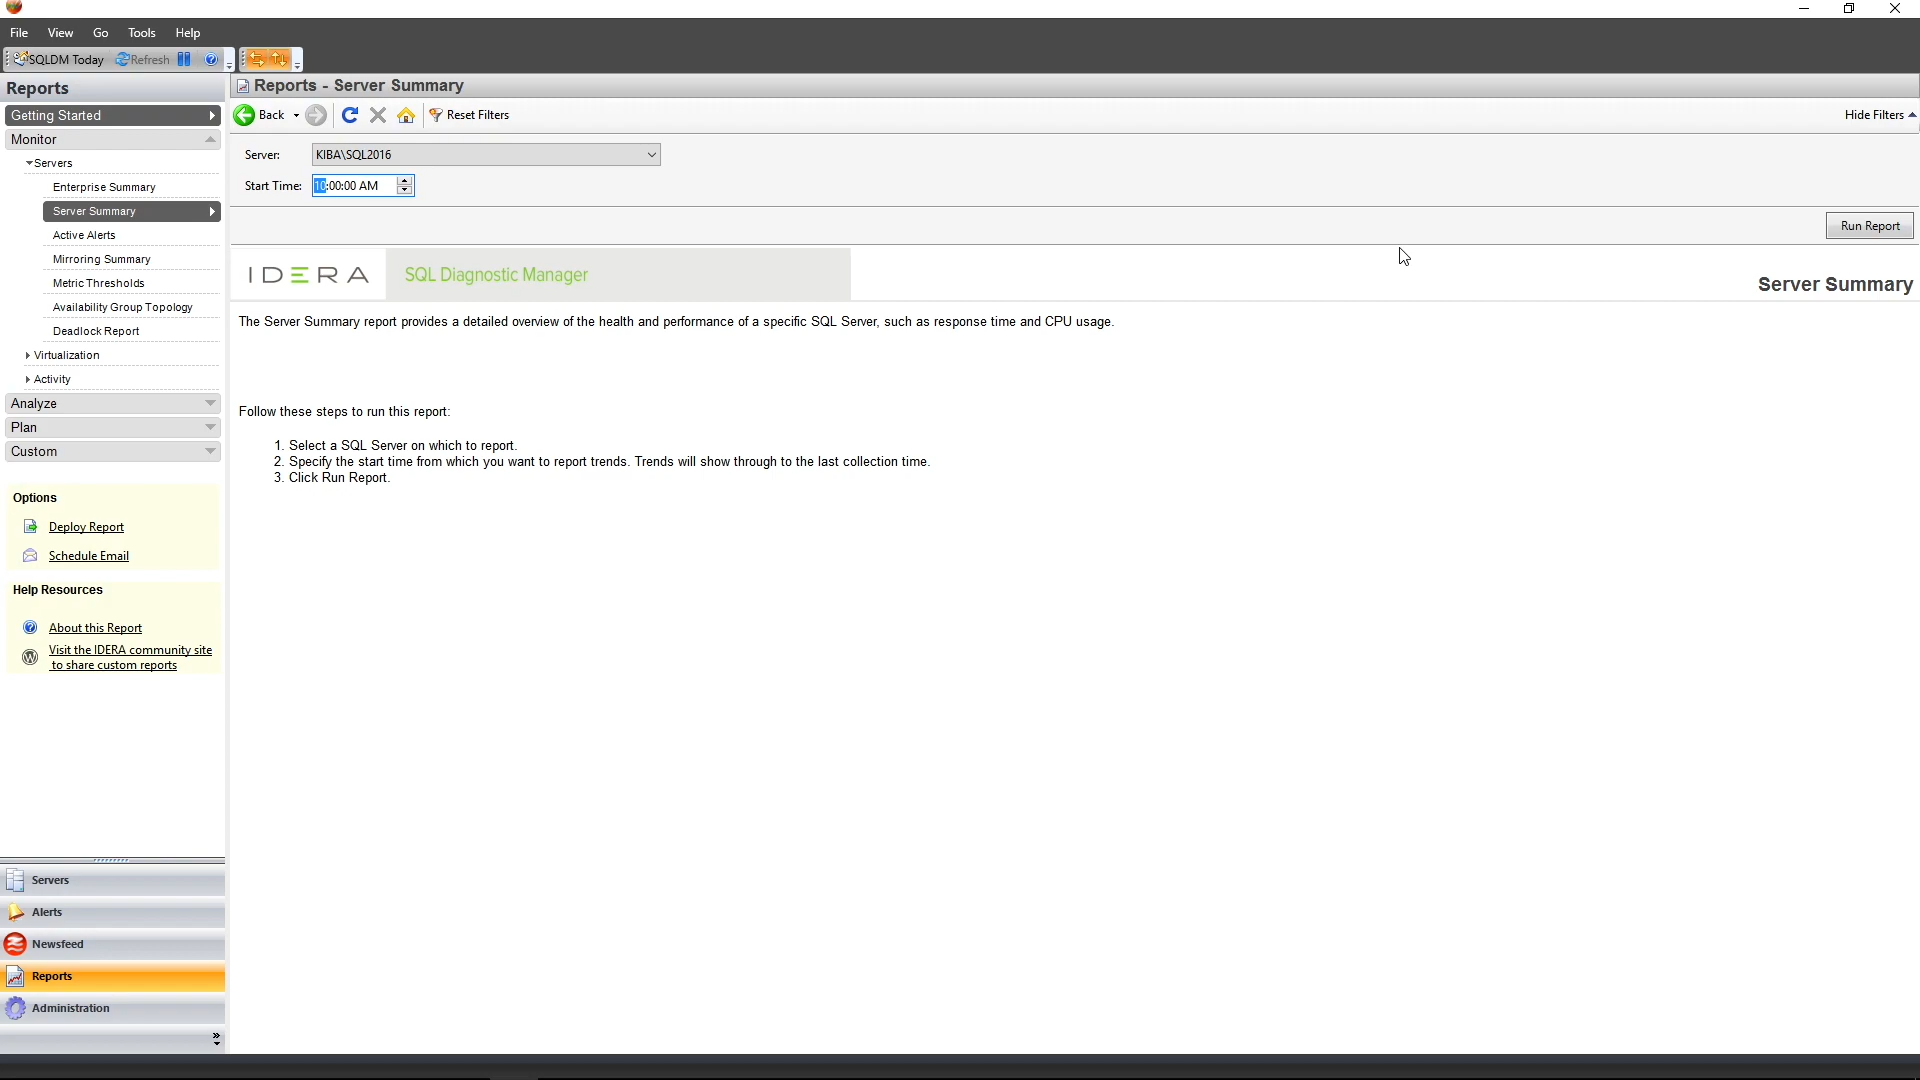 File View Go Tools Help
SQLDM Today Refresh
Reports
Reports - Server Summary
Getting Started
Back Reset Filters Hide Filters
Monitor
Servers
Server: KIBA\SQL2016
Enterprise Summary
Start Time: 10:00:00 AM
Server Summary
Run Report
Active Alerts
Mirroring Summary
Metric Thresholds
Availability Group Topology
Deadlock Report
Virtualization
Activity
Analyze
Plan
Custom
IDERA SQL Diagnostic Manager
Server Summary
The Server Summary report provides a detailed overview of the health and performance of a specific SQL Server, such as response time and CPU usage.
Follow these steps to run this report:
1. Select a SQL Server on which to report.
2. Specify the start time from which you want to report trends. Trends will show through to the last collection time.
3. Click Run Report.
Options
Deploy Report
Schedule Email
Help Resources
About this Report
Visit the IDERA community site
to share custom reports
Servers
Alerts
Newsfeed
Reports
Administration